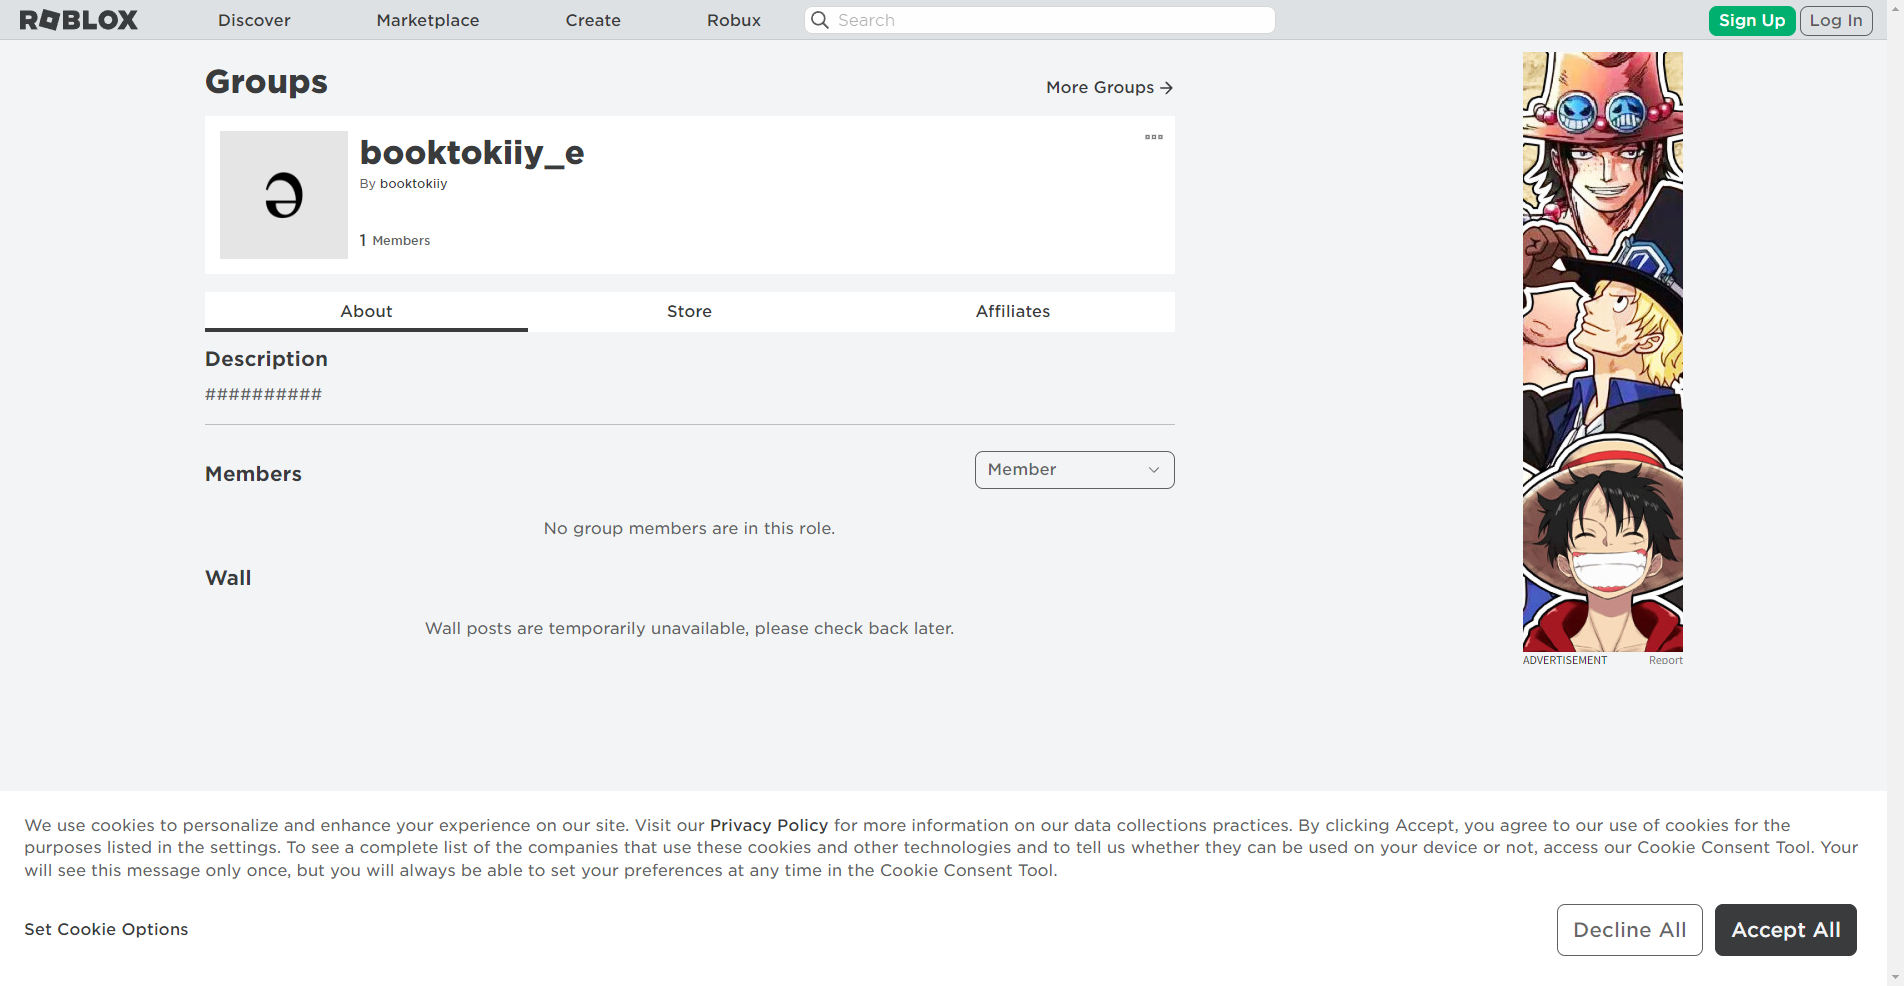 ROBLOX
Discover
Marketplace
Create
Robux
Search
Sign Up
Log In
Groups
More Groups →
ə
booktokiiy_e
By booktokiiy
1 Members
About
Store
Affiliates
Description
##########
Members
Member
No group members are in this role.
Wall
Wall posts are temporarily unavailable, please check back later.
ADVERTISEMENT
Report
We use cookies to personalize and enhance your experience on our site. Visit our Privacy Policy for more information on our data collections practices. By clicking Accept, you agree to our use of cookies for the
purposes listed in the settings. To see a complete list of the companies that use these cookies and other technologies and to tell us whether they can be used on your device or not, access our Cookie Consent Tool. Your
will see this message only once, but you will always be able to set your preferences at any time in the Cookie Consent Tool.
Set Cookie Options
Decline All
Accept All